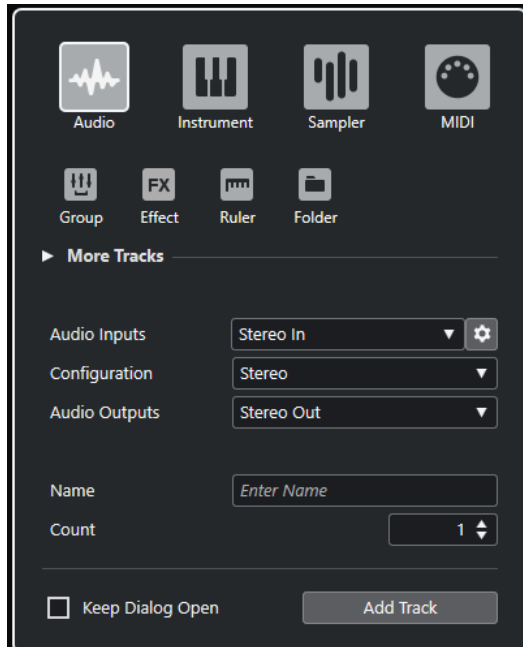 Audio Instrument Sampler MIDI
FX
Group Effect Ruler Folder
More Tracks
Audio Inputs Stereo In
Configuration Stereo
Audio Outputs Stereo Out
Name Enter Name
Count 1
Keep Dialog Open Add Track